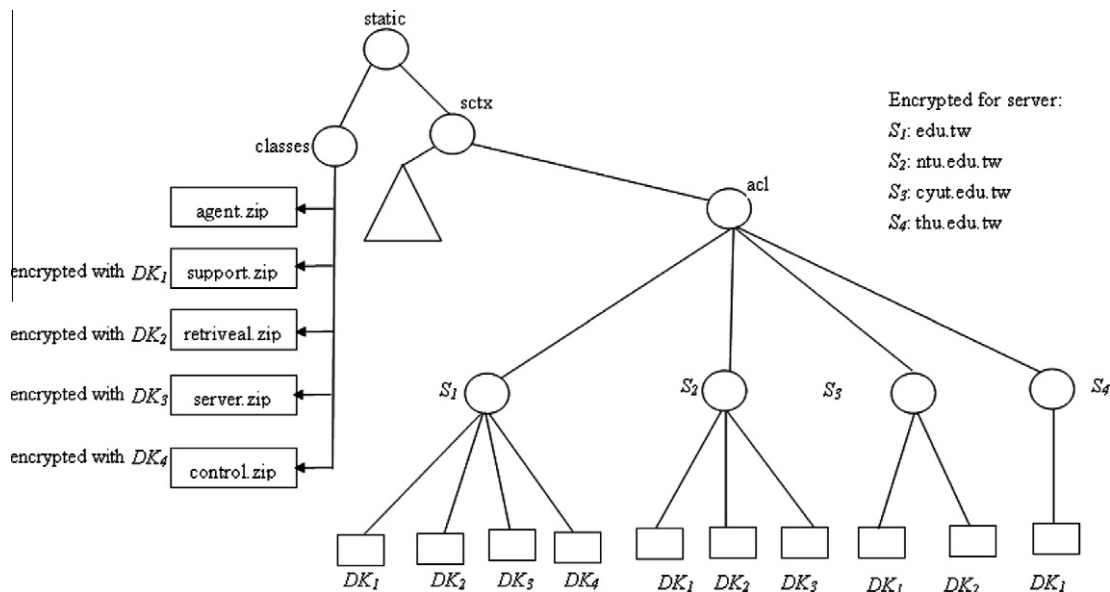 static
sctx
classes
Encrypted for server:
S1: edu.tw
S2: ntu.edu.tw
S3: cyut.edu.tw
S4: thu.edu.tw
acl
agent.zip
encrypted with DK1 support.zip
encrypted with DK2 retriveal.zip
encrypted with DK3 server.zip
encrypted with DK4 control.zip
S1 S2 S3 S4
DK1 DK2 DK3 DK4 DK1 DK2 DK3 DK1 DK2 DK1